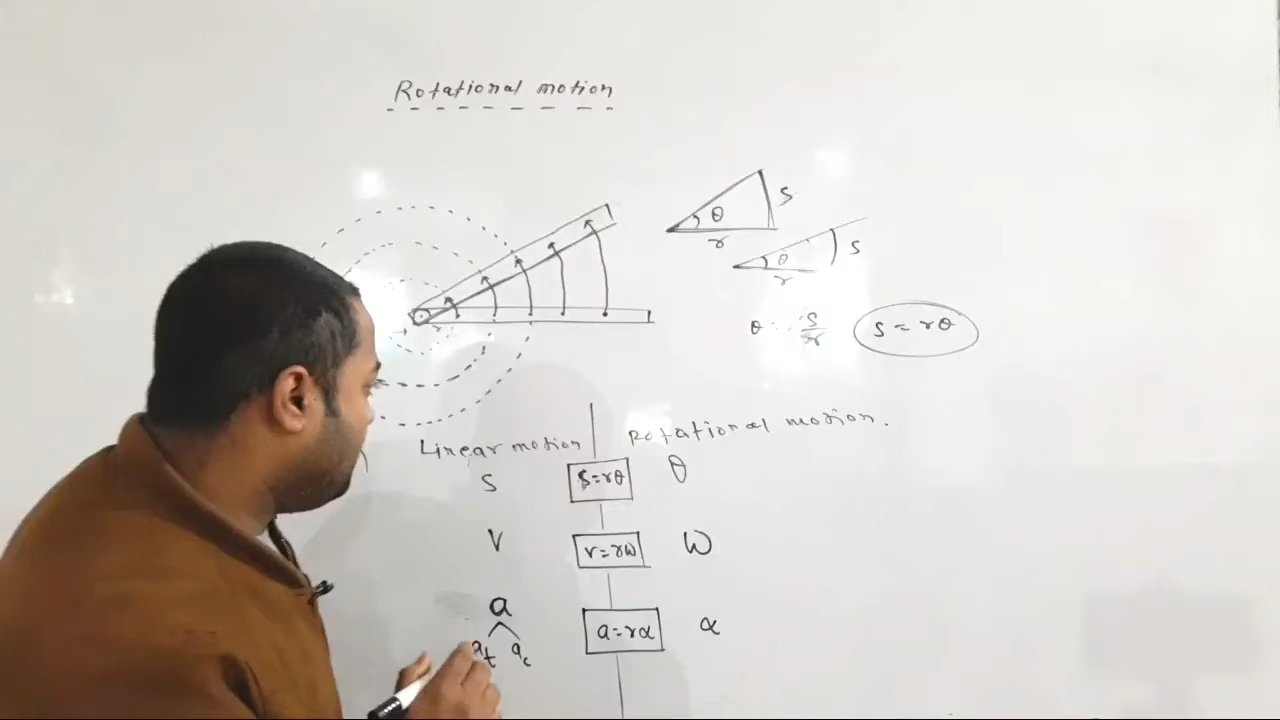 Rotational motion
θ s
r
θ s
r
θ = s/r s = rθ
Linear motion Rotational motion.
s s=rθ θ
v v=rω ω
a a=rα α
at ac